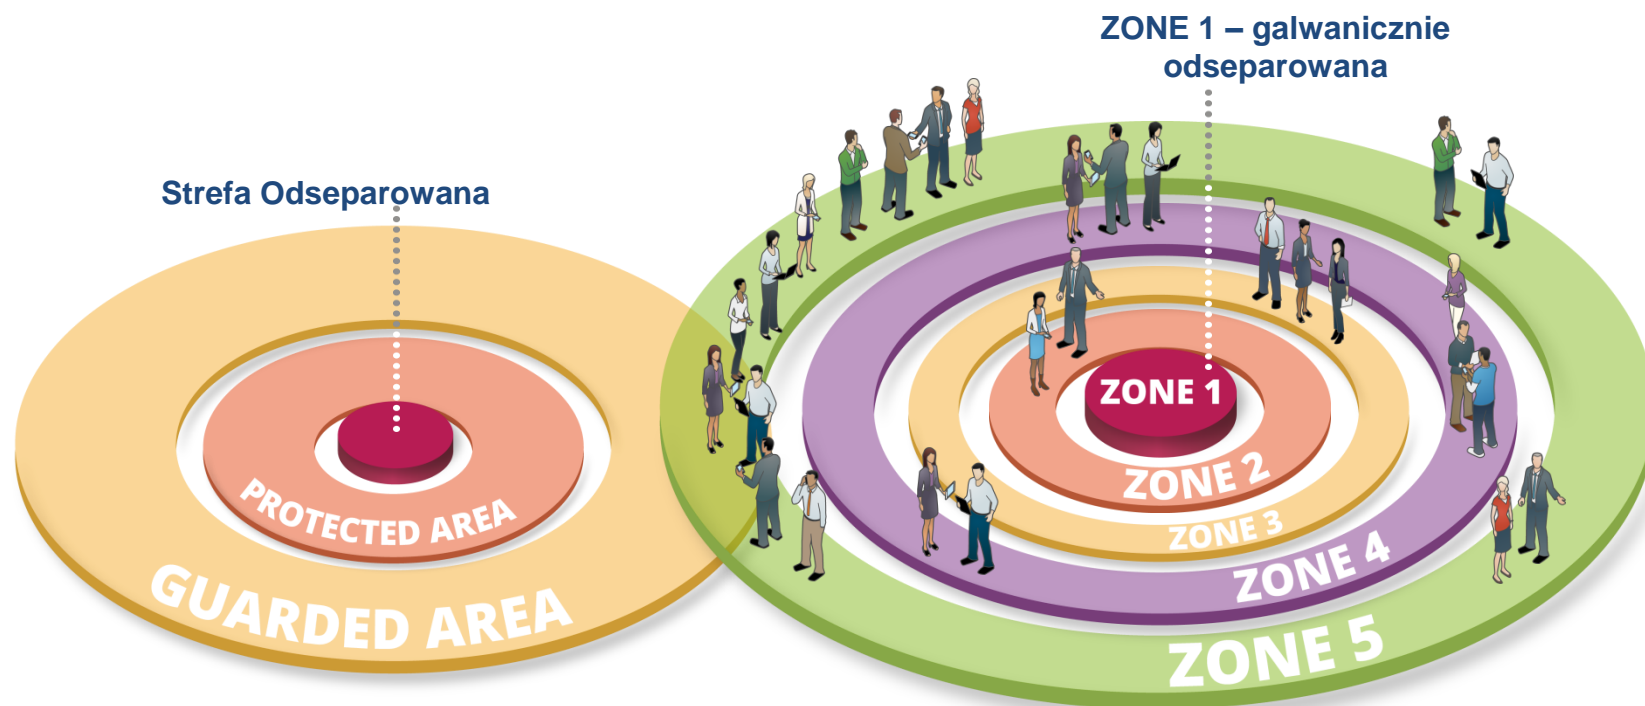 ZONE 1 – galwanicznie
odseparowana
Strefa Odseparowana
PROTECTED AREA
GUARDED AREA
ZONE 1
ZONE 2
ZONE 3
ZONE 4
ZONE 5